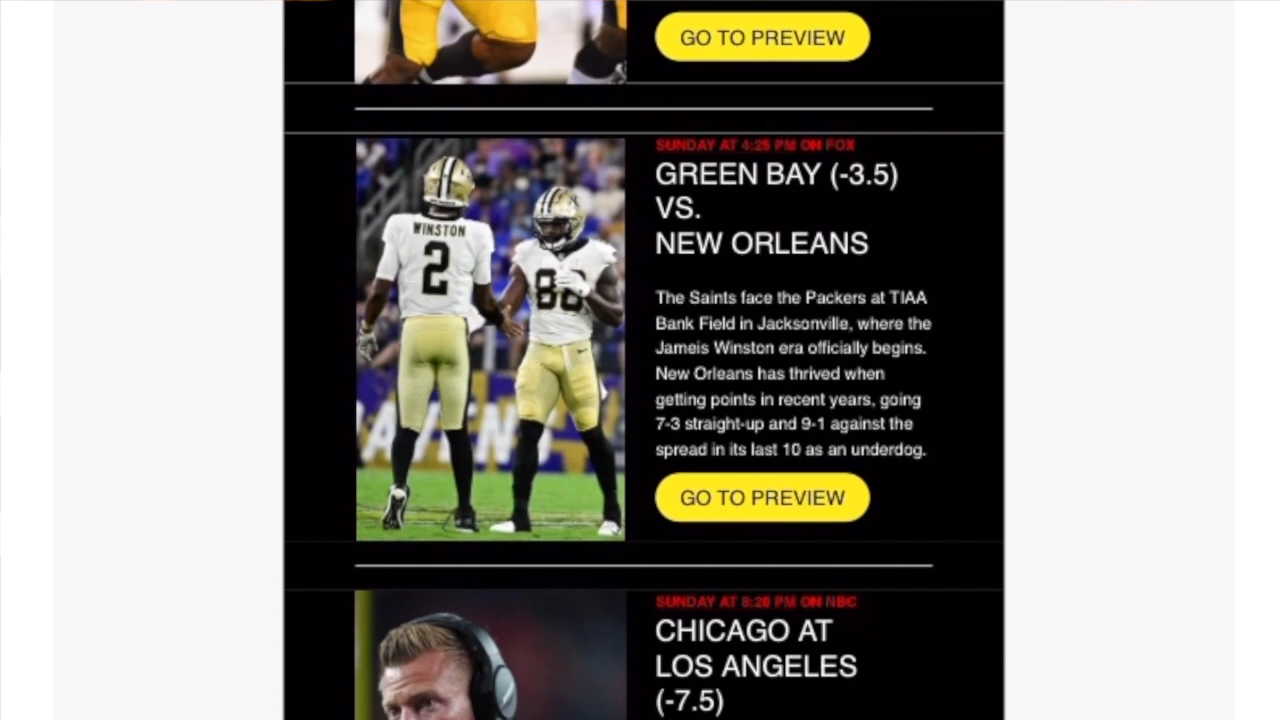 GO TO PREVIEW
SUNDAY AT 4:25 PM ON FOX
GREEN BAY (-3.5)
VS.
NEW ORLEANS
WINSTON
2
88
The Saints face the Packers at TIAA
Bank Field in Jacksonville, where the
Jameis Winston era officially begins.
New Orleans has thrived when
getting points in recent years, going
7-3 straight-up and 9-1 against the
spread in its last 10 as an underdog.
GO TO PREVIEW
SUNDAY AT 8:20 PM ON NBC
CHICAGO AT
LOS ANGELES
(-7.5)